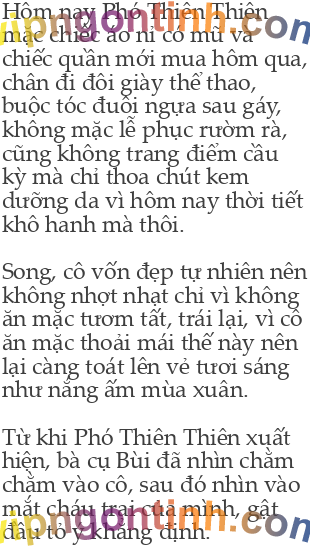 Hôm nay Phó Thiên Thiên
mặc chiếc áo nỉ có mũ và
chiếc quần mới mua hôm qua,
chân đi đôi giày thể thao,
buộc tóc đuôi ngựa sau gáy,
không mặc lễ phục rườm rà,
cũng không trang điểm cầu
kỳ mà chỉ thoa chút kem
dưỡng da vì hôm nay thời tiết
khô hanh mà thôi.

Song, cô vốn đẹp tự nhiên nên
không nhợt nhạt chỉ vì không
ăn mặc tươm tất, trái lại, vì cô
ăn mặc thoải mái thế này nên
lại càng toát lên vẻ tươi sáng
như nắng ấm mùa xuân.

Từ khi Phó Thiên Thiên xuất
hiện, bà cụ Bùi đã nhìn chằm
chằm vào cô, sau đó nhìn vào
mắt cháu trai của mình, gật
đầu tỏ ý khẳng định.
vipngontinh.com
vipngontinh.com